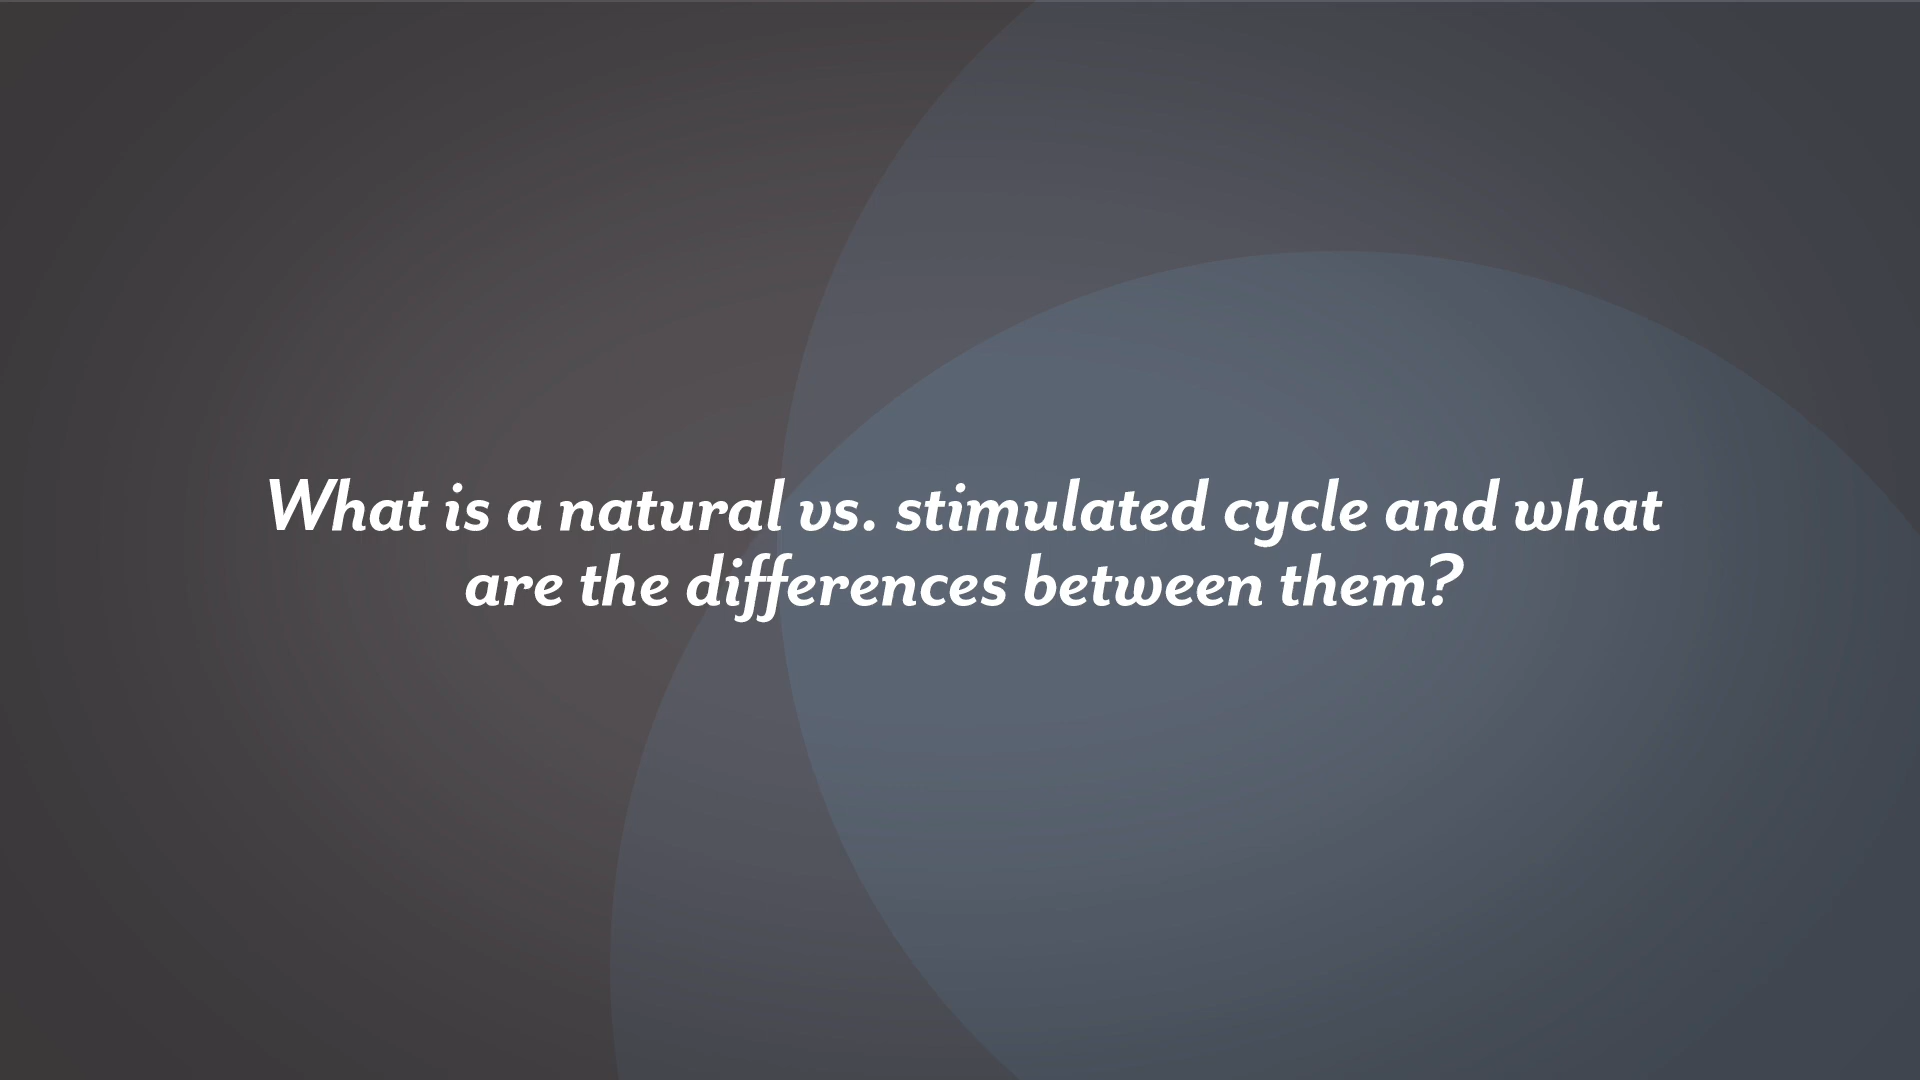 What is a natural vs. stimulated cycle and what
are the differences between them?